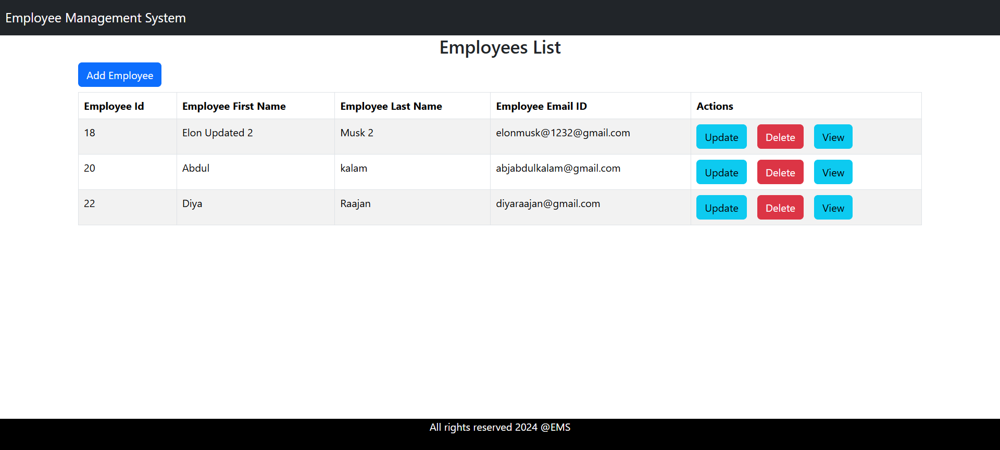 Employee Management System
Employees List
Add Employee
Employee Id Employee First Name Employee Last Name Employee Email ID Actions
18 Elon Updated 2 Musk 2 elonmusk@1232@gmail.com Update Delete View
20 Abdul kalam abjabdulkalam@gmail.com Update Delete View
22 Diya Raajan diyaraajan@gmail.com Update Delete View
All rights reserved 2024 @EMS